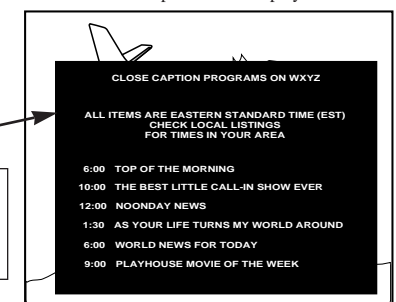 CLOSE CAPTION PROGRAMS ON WXYZ
ALL ITEMS ARE EASTERN STANDARD TIME (EST)
CHECK LOCAL LISTINGS
FOR TIMES IN YOUR AREA
6:00 TOP OF THE MORNING
10:00 THE BEST LITTLE CALL-IN SHOW EVER
12:00 NOONDAY NEWS
1:30 AS YOUR LIFE TURNS MY WORLD AROUND
6:00 WORLD NEWS FOR TODAY
9:00 PLAYHOUSE MOVIE OF THE WEEK